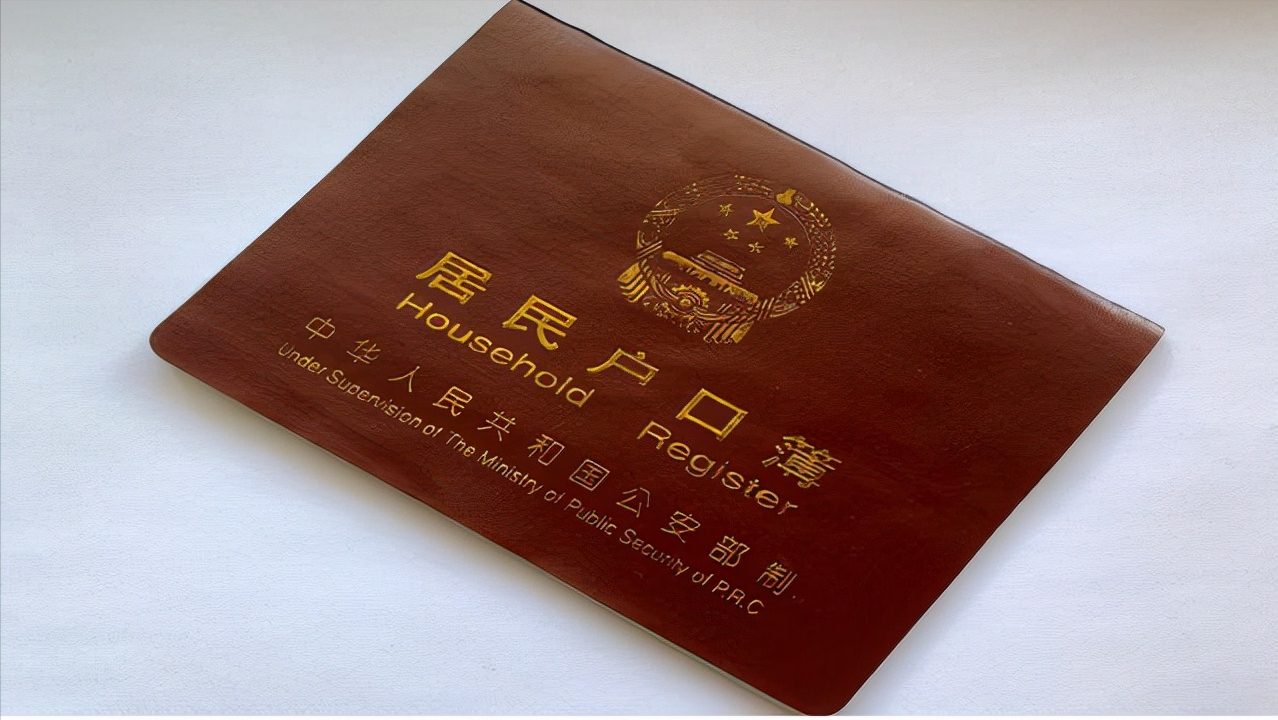 居民户口簿
Household Register
中华人民共和国公安部制
Under Supervision of The Ministry of Public Security of P.R.C